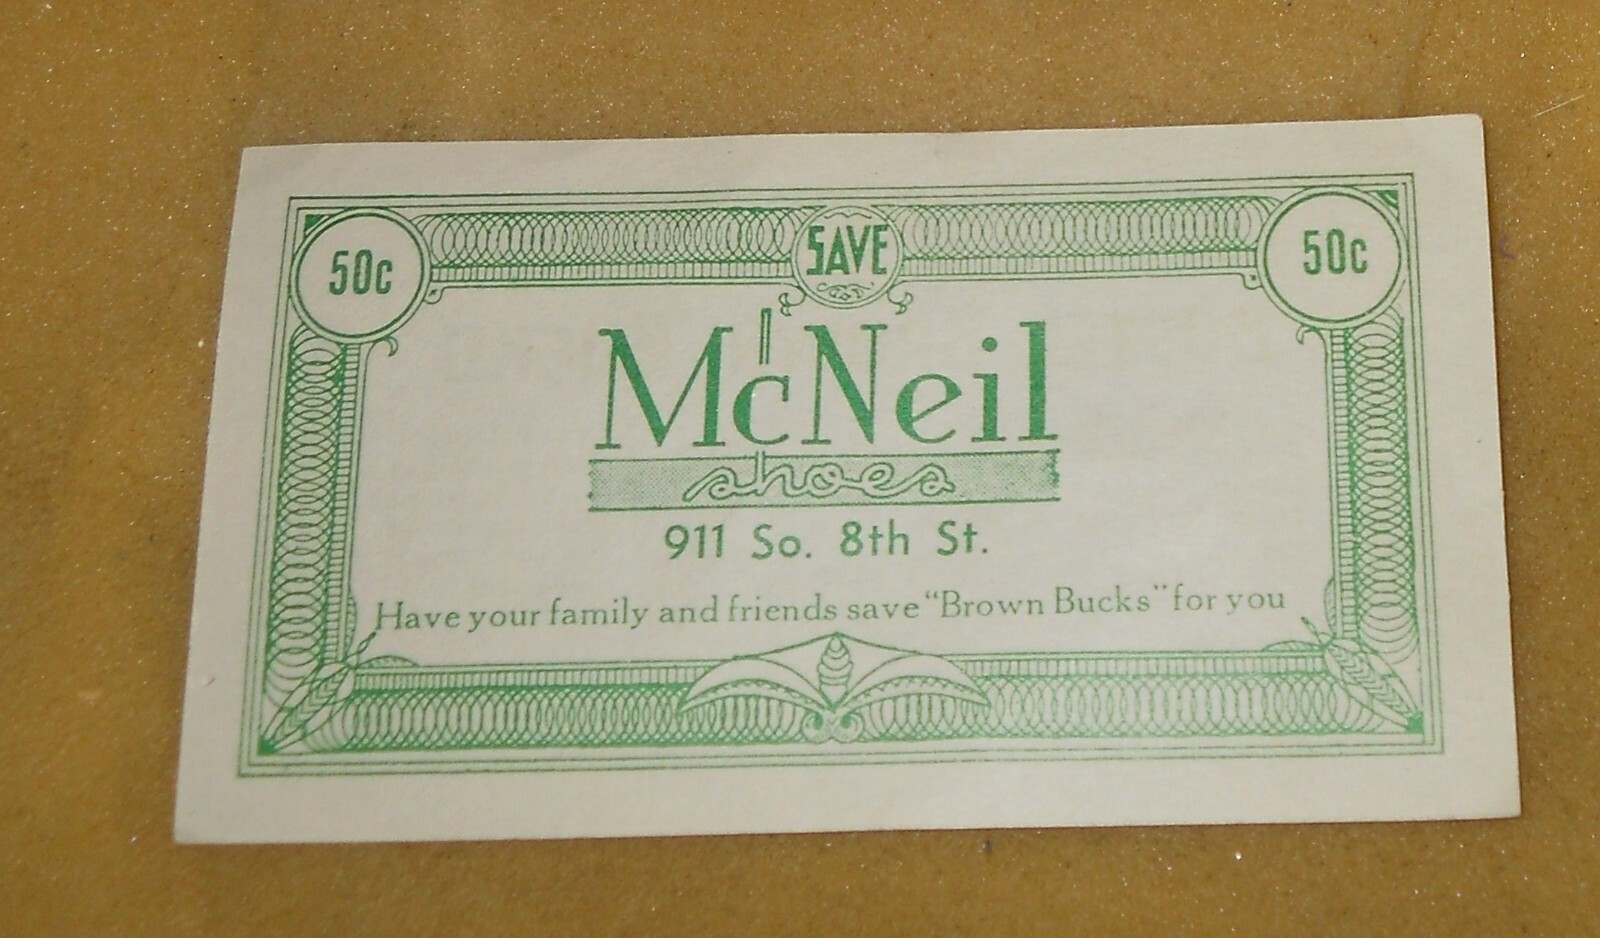 50c SAVE 50c
McNeil
shoes
911 So. 8th St.
Have your family and friends save "Brown Bucks" for you